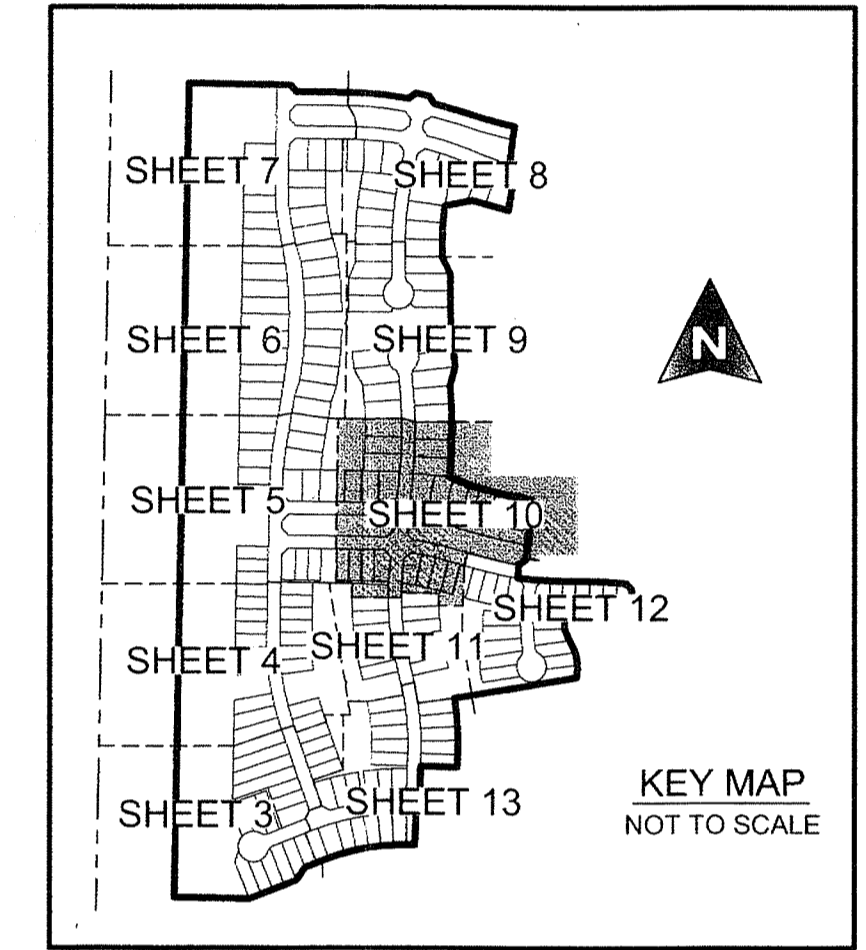 SHEET 7
SHEET 8
SHEET 6
SHEET 9
N
SHEET 5
SHEET 10
SHEET 12
SHEET 4
SHEET 11
SHEET 3
SHEET 13
KEY MAP
NOT TO SCALE